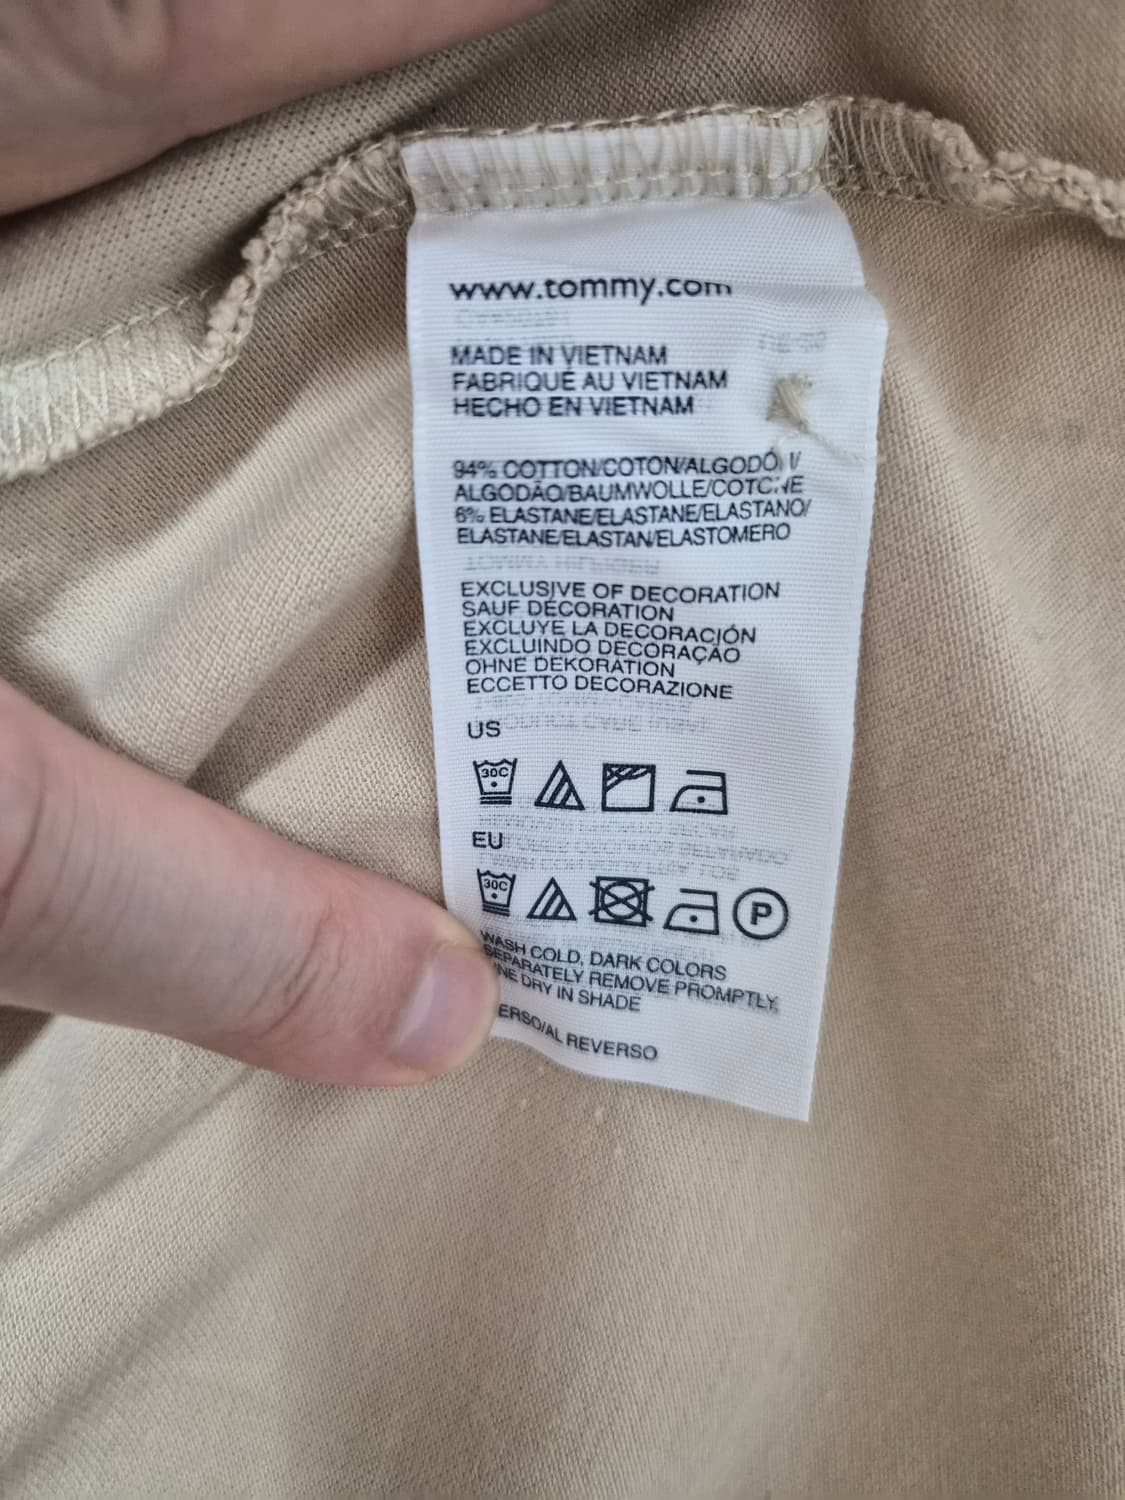 www.tommy.com
MADE IN VIETNAM
FABRIQUÉ AU VIETNAM
HECHO EN VIETNAM
94% COTTON/COTON/ALGODÓN/
ALGODÃO/BAUMWOLLE/COTONE
6% ELASTANE/ELASTANE/ELASTANO/
ELASTANE/ELASTAN/ELASTOMERO
EXCLUSIVE OF DECORATION
SAUF DÉCORATION
EXCLUYE LA DECORACIÓN
EXCLUINDO DECORAÇÃO
OHNE DEKORATION
ECCETTO DECORAZIONE
US
30C
EU
30C
P
WASH COLD, DARK COLORS
SEPARATELY REMOVE PROMPTLY,
DRY IN SHADE
REVERSO